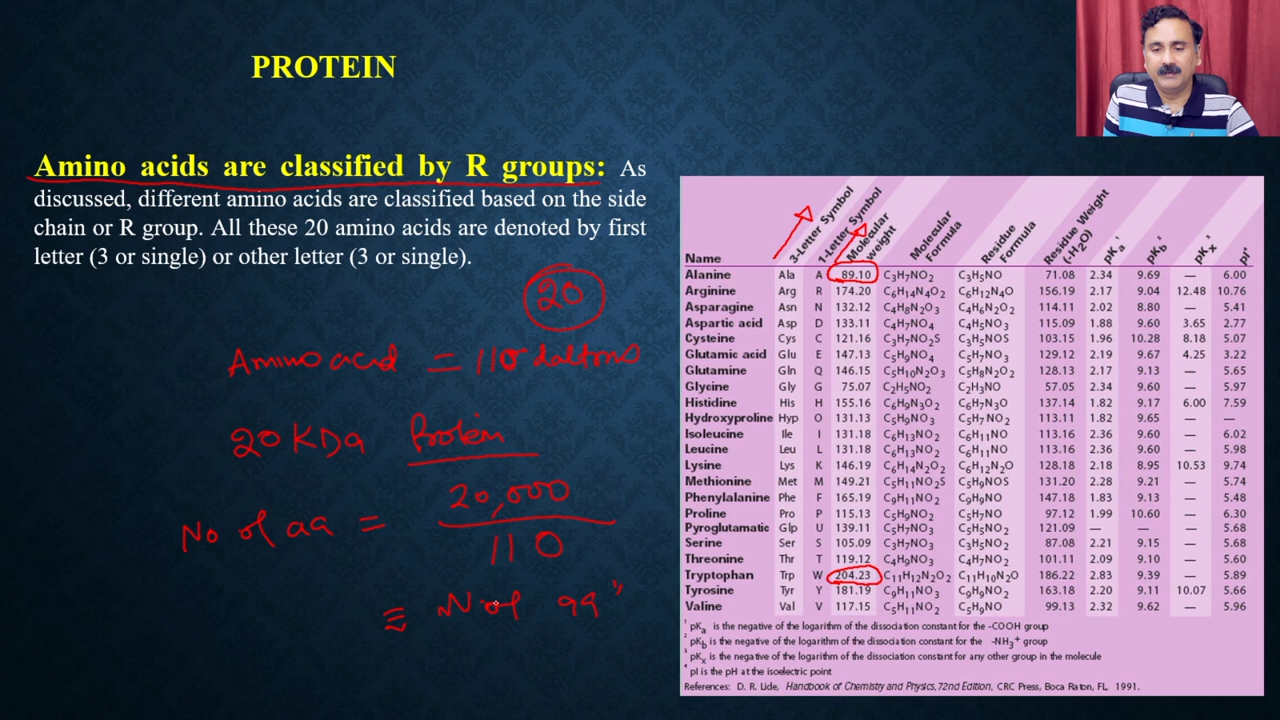 PROTEIN
Amino acids are classified by R groups: As
discussed, different amino acids are classified based on the side
chain or R group. All these 20 amino acids are denoted by first
letter (3 or single) or other letter (3 or single).
20
Amino acid = 110 daltons
20 KDa Protein
No of aa = 20,000
110
≡ N of aa's
Name 3-Letter Symbol 1-Letter Symbol Molecular weight Molecular Formula Residue Formula Residue Weight (-H2O) pKa¹ pKb² pKx³ pI⁴
Alanine Ala A 89.10 C3H7NO2 C3H5NO 71.08 2.34 9.69 — 6.00
Arginine Arg R 174.20 C6H14N4O2 C6H12N4O 156.19 2.17 9.04 12.48 10.76
Asparagine Asn N 132.12 C4H8N2O3 C4H6N2O2 114.11 2.02 8.80 — 5.41
Aspartic acid Asp D 133.11 C4H7NO4 C4H5NO3 115.09 1.88 9.60 3.65 2.77
Cysteine Cys C 121.16 C3H7NO2S C3H5NOS 103.15 1.96 10.28 8.18 5.07
Glutamic acid Glu E 147.13 C5H9NO4 C5H7NO3 129.12 2.19 9.67 4.25 3.22
Glutamine Gln Q 146.15 C5H10N2O3 C5H8N2O2 128.13 2.17 9.13 — 5.65
Glycine Gly G 75.07 C2H5NO2 C2H3NO 57.05 2.34 9.60 — 5.97
Histidine His H 155.16 C6H9N3O2 C6H7N3O 137.14 1.82 9.17 6.00 7.59
Hydroxyproline Hyp O 131.13 C5H9NO3 C5H7NO2 113.11 1.82 9.65 — —
Isoleucine Ile I 131.18 C6H13NO2 C6H11NO 113.16 2.36 9.60 — 6.02
Leucine Leu L 131.18 C6H13NO2 C6H11NO 113.16 2.36 9.60 — 5.98
Lysine Lys K 146.19 C6H14N2O2 C6H12N2O 128.18 2.18 8.95 10.53 9.74
Methionine Met M 149.21 C5H11NO2S C5H9NOS 131.20 2.28 9.21 — 5.74
Phenylalanine Phe F 165.19 C9H11NO2 C9H9NO 147.18 1.83 9.13 — 5.48
Proline Pro P 115.13 C5H9NO2 C5H7NO 97.12 1.99 10.60 — 6.30
Pyroglutamatic Glp U 139.11 C5H7NO3 C5H5NO2 121.09 — — — 5.68
Serine Ser S 105.09 C3H7NO3 C3H5NO2 87.08 2.21 9.15 — 5.68
Threonine Thr T 119.12 C4H9NO3 C4H7NO2 101.11 2.09 9.10 — 5.60
Tryptophan Trp W 204.23 C11H12N2O2 C11H10N2O 186.22 2.83 9.39 — 5.89
Tyrosine Tyr Y 181.19 C9H11NO3 C9H9NO2 163.18 2.20 9.11 10.07 5.66
Valine Val V 117.15 C5H11NO2 C5H9NO 99.13 2.32 9.62 — 5.96
¹ pKa is the negative of the logarithm of the dissociation constant for the -COOH group
² pKb is the negative of the logarithm of the dissociation constant for the -NH3+ group
³ pKx is the negative of the logarithm of the dissociation constant for any other group in the molecule
⁴ pI is the pH at the isoelectric point
References: D. R. Lide, Handbook of Chemistry and Physics, 72nd Edition, CRC Press, Boca Raton, FL, 1991.